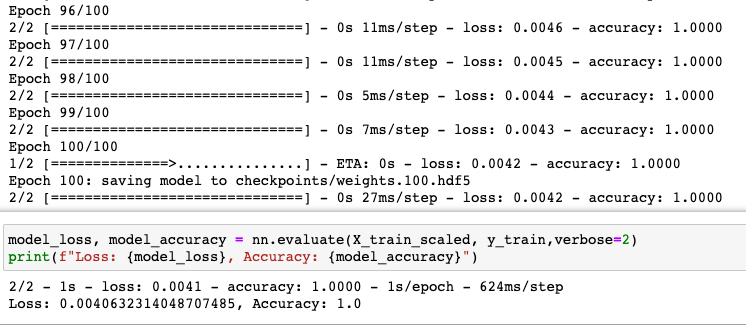 Epoch 96/100
2/2 [==============================] - 0s 11ms/step - loss: 0.0046 - accuracy: 1.0000
Epoch 97/100
2/2 [==============================] - 0s 11ms/step - loss: 0.0045 - accuracy: 1.0000
Epoch 98/100
2/2 [==============================] - 0s 5ms/step - loss: 0.0044 - accuracy: 1.0000
Epoch 99/100
2/2 [==============================] - 0s 7ms/step - loss: 0.0043 - accuracy: 1.0000
Epoch 100/100
1/2 [==============>...............] - ETA: 0s - loss: 0.0042 - accuracy: 1.0000
Epoch 100: saving model to checkpoints/weights.100.hdf5
2/2 [==============================] - 0s 27ms/step - loss: 0.0042 - accuracy: 1.0000
model_loss, model_accuracy = nn.evaluate(X_train_scaled, y_train,verbose=2)
print(f"Loss: {model_loss}, Accuracy: {model_accuracy}")
2/2 - 1s - loss: 0.0041 - accuracy: 1.0000 - 1s/epoch - 624ms/step
Loss: 0.0040632314048707485, Accuracy: 1.0